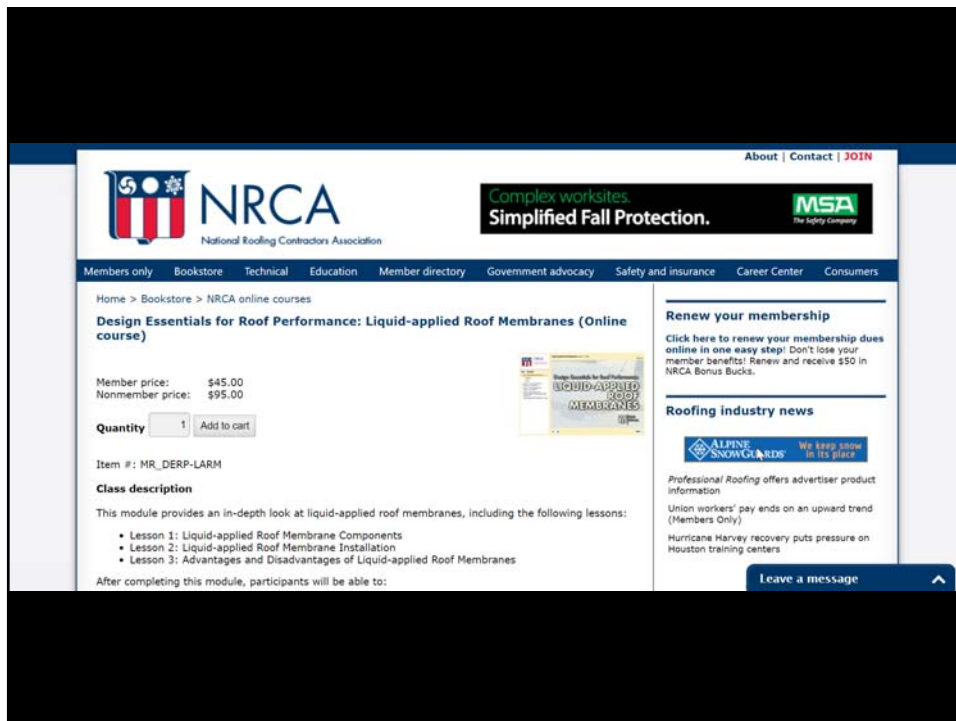 About | Contact | JOIN
NRCA
National Roofing Contractors Association
Complex worksites.
Simplified Fall Protection.
MSA
The Safety Company
Members only Bookstore Technical Education Member directory Government advocacy Safety and insurance Career Center Consumers
Home > Bookstore > NRCA online courses
Design Essentials for Roof Performance: Liquid-applied Roof Membranes (Online
course)
Member price: $45.00
Nonmember price: $95.00
Quantity 1 Add to cart
LIQUID-APPLIED
ROOF
MEMBRANES
Item #: MR_DERP-LARM
Class description
This module provides an in-depth look at liquid-applied roof membranes, including the following lessons:
• Lesson 1: Liquid-applied Roof Membrane Components
• Lesson 2: Liquid-applied Roof Membrane Installation
• Lesson 3: Advantages and Disadvantages of Liquid-applied Roof Membranes
After completing this module, participants will be able to:
Renew your membership
Click here to renew your membership dues
online in one easy step! Don't lose your
member benefits! Renew and receive $50 in
NRCA Bonus Bucks.
Roofing industry news
ALPINE
SNOWGUARDS
We keep snow
in its place
Professional Roofing offers advertiser product
information
Union workers' pay ends on an upward trend
(Members Only)
Hurricane Harvey recovery puts pressure on
Houston training centers
Leave a message